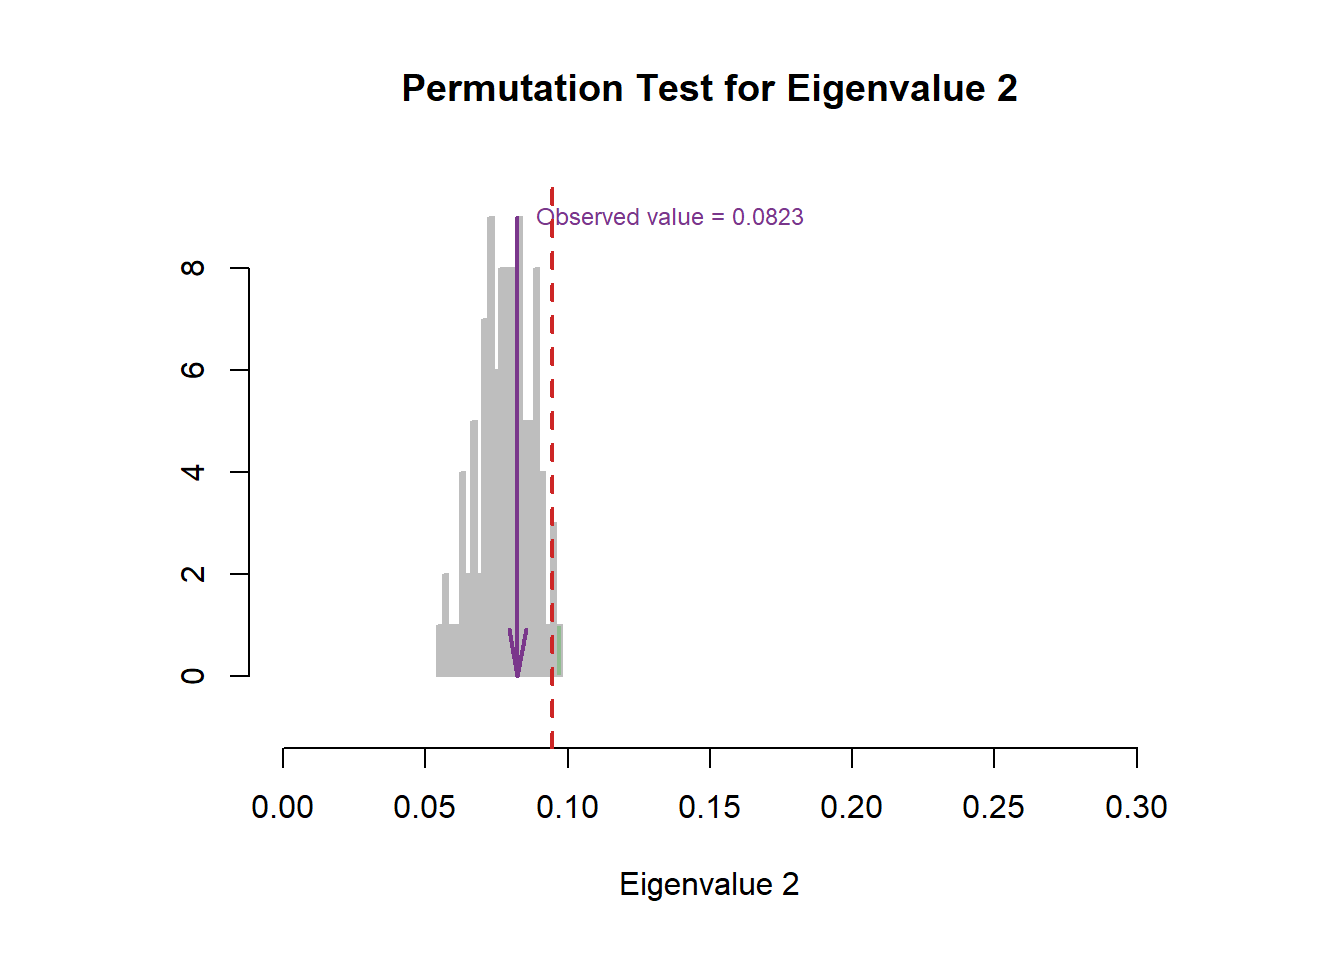 Permutation Test for Eigenvalue 2
Observed value = 0.0823
8
6
4
2
0
0.00 0.05 0.10 0.15 0.20 0.25 0.30
Eigenvalue 2